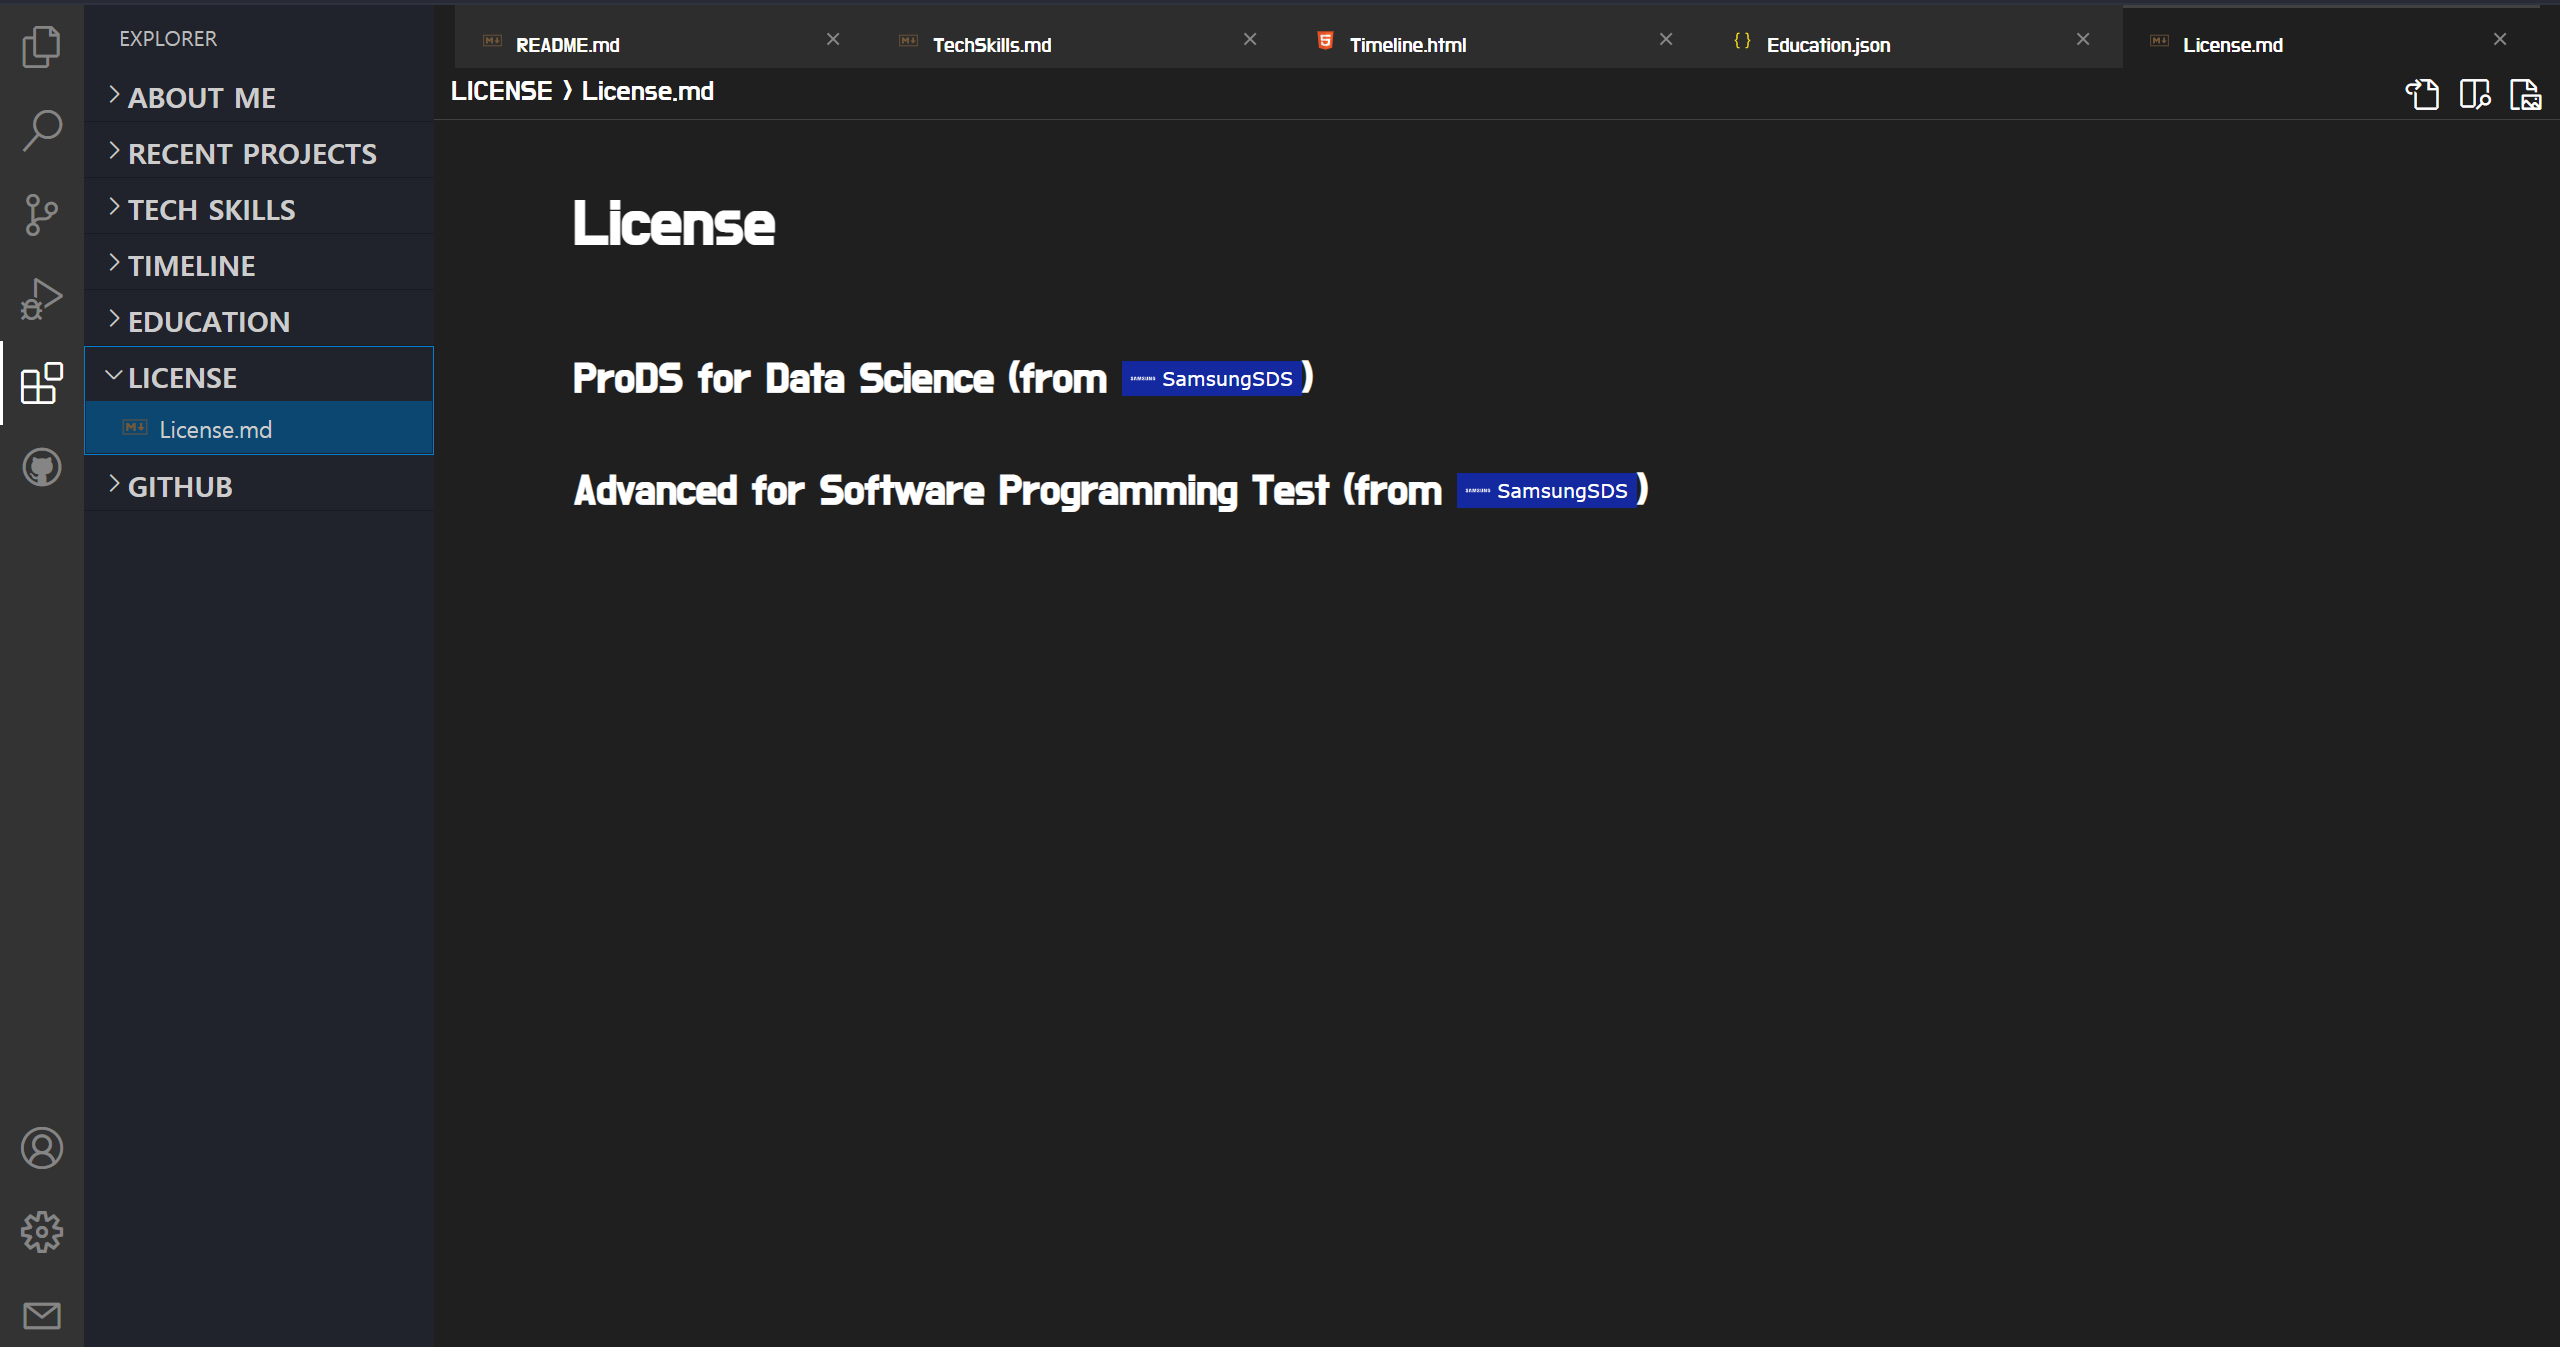 EXPLORER
ABOUT ME
RECENT PROJECTS
TECH SKILLS
TIMELINE
EDUCATION
LICENSE
License.md
GITHUB
README.md
TechSkills.md
Timeline.html
Education.json
License.md
LICENSE > License.md
License
ProDS for Data Science (from SAMSUNG SamsungSDS)
Advanced for Software Programming Test (from SAMSUNG SamsungSDS)